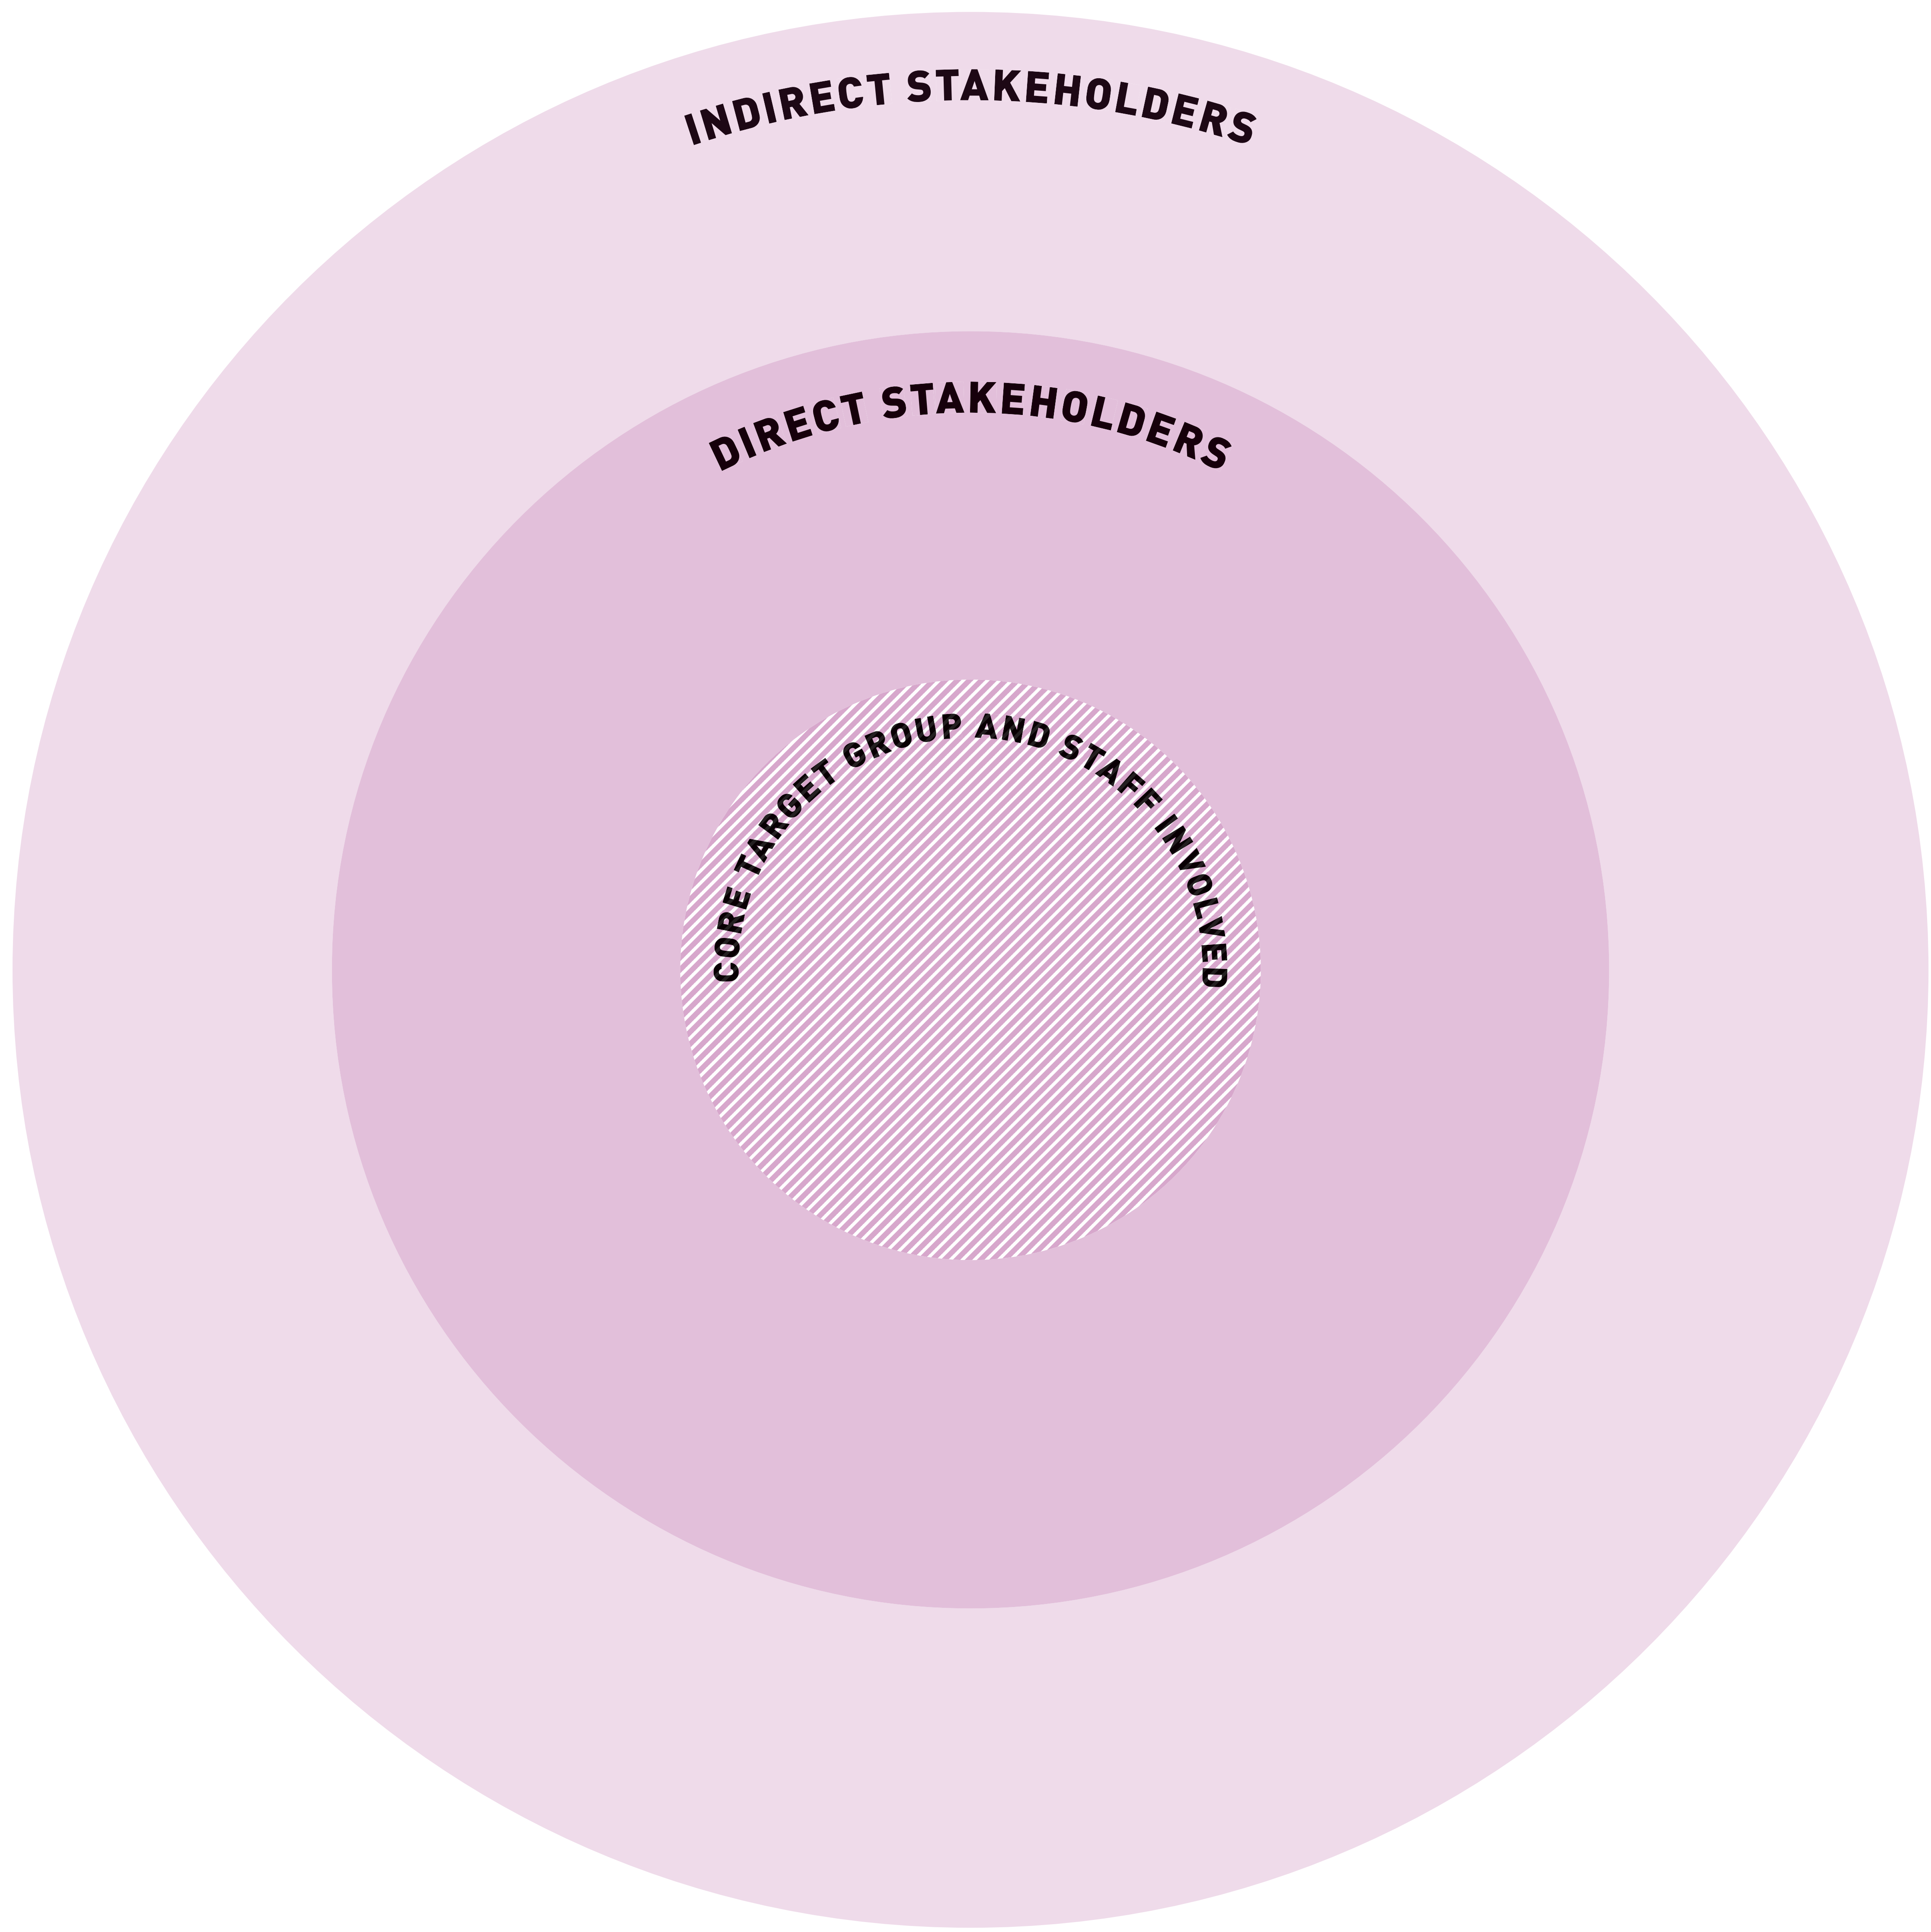 INDIRECT STAKEHOLDERS
DIRECT STAKEHOLDERS
CORE TARGET GROUP AND STAFF INVOLVED